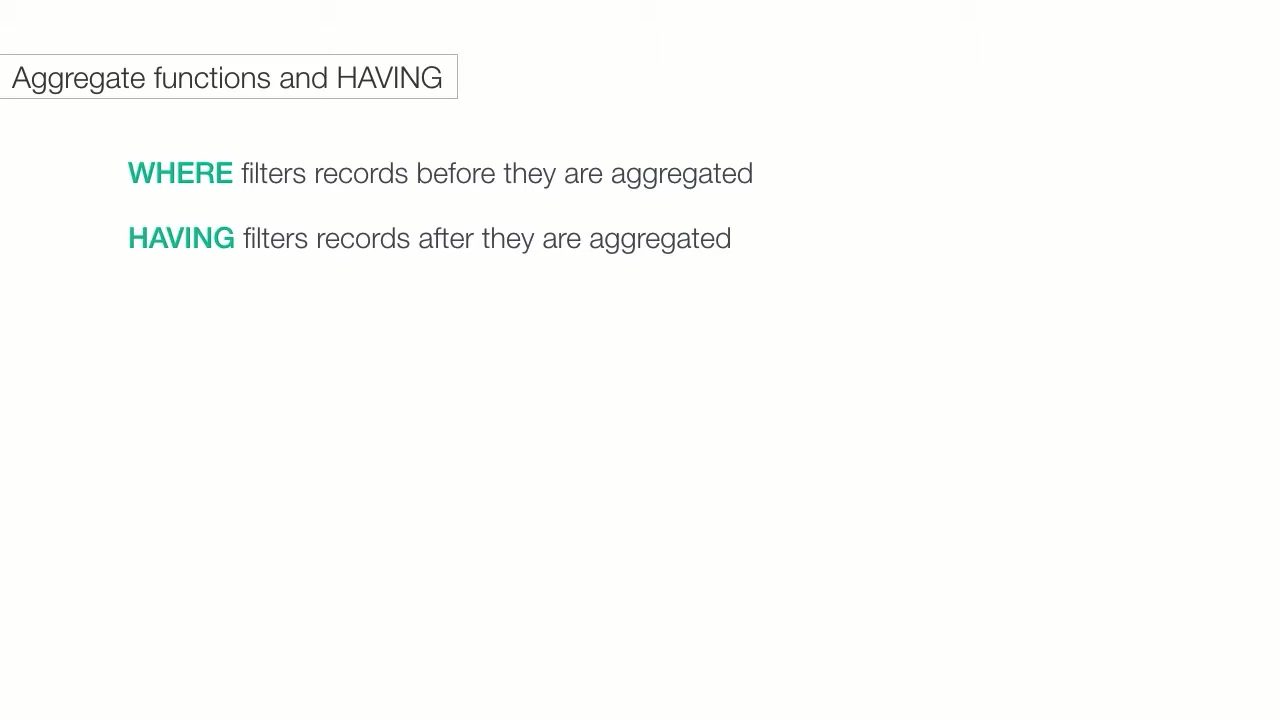 Aggregate functions and HAVING
WHERE filters records before they are aggregated
HAVING filters records after they are aggregated